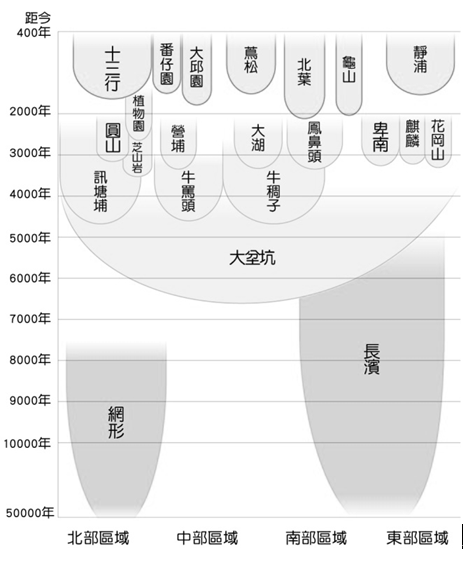 距今
400年
十三行
番仔園
大邱園
蔦松
北葉
龜山
靜浦
2000年
植物園
圓山
芝山岩
營埔
大湖
鳳鼻頭
卑南
麒麟
花岡山
3000年
訊塘埔
牛罵頭
牛稠子
4000年
5000年
大坌坑
6000年
7000年
長濱
8000年
網形
9000年
10000年
50000年
北部區域
中部區域
南部區域
東部區域